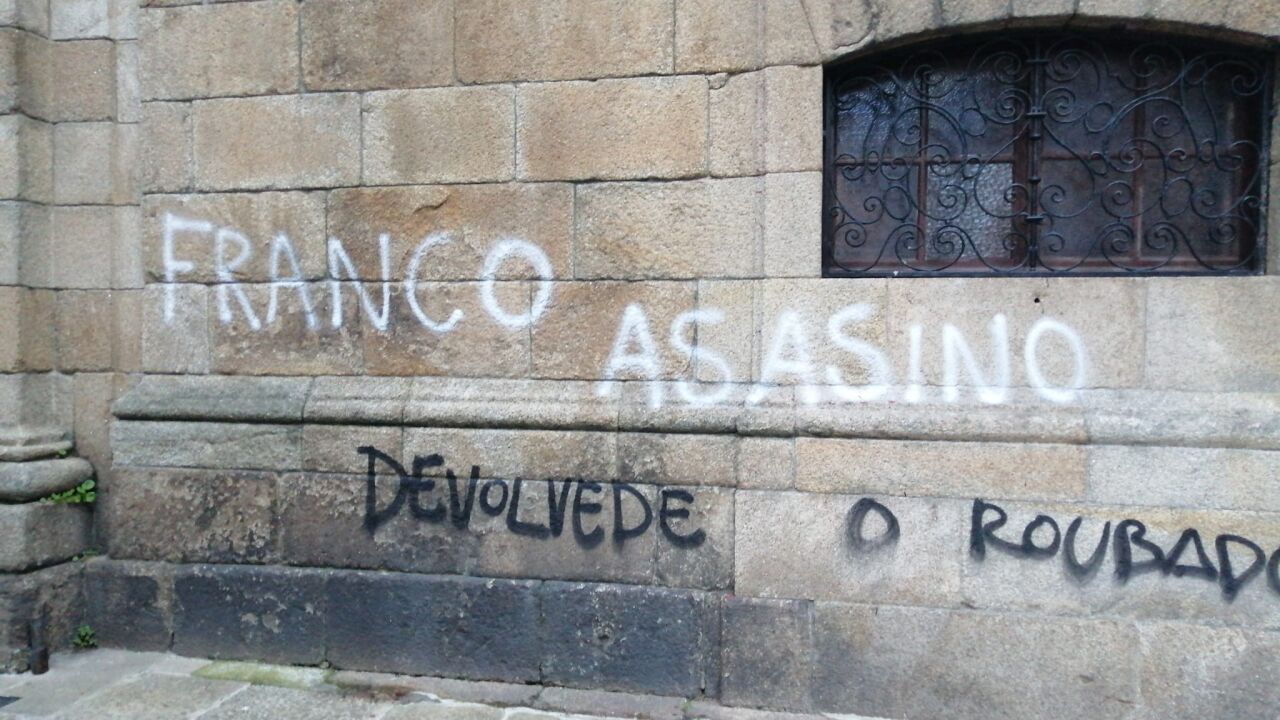 FRANCO
ASASINO
DEVOLVEDE O ROUBADO